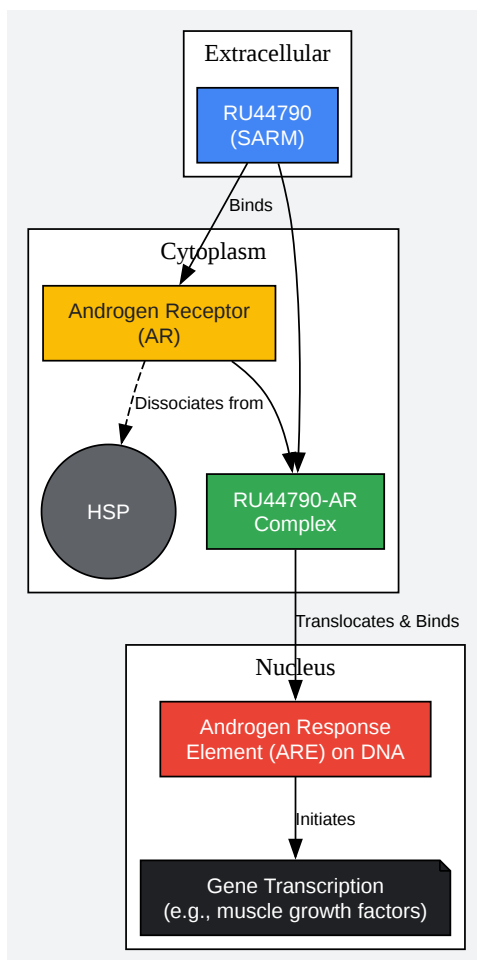 Extracellular
RU44790
(SARM)
Binds
Cytoplasm
Androgen Receptor
(AR)
Dissociates from
HSP
RU44790-AR
Complex
Translocates & Binds
Nucleus
Androgen Response
Element (ARE) on DNA
Initiates
Gene Transcription
(e.g., muscle growth factors)